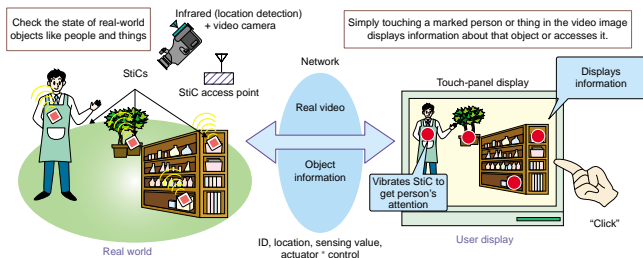 Check the state of real-world
objects like people and things
Infrared (location detection)
+ video camera
StiCs
StiC access point
Real world
Network
Real video
Object
information
ID, location, sensing value,
actuator * control
Simply touching a marked person or thing in the video image
displays information about that object or accesses it.
Touch-panel display
Displays
information
Vibrates StiC to
get person's
attention
"Click"
User display